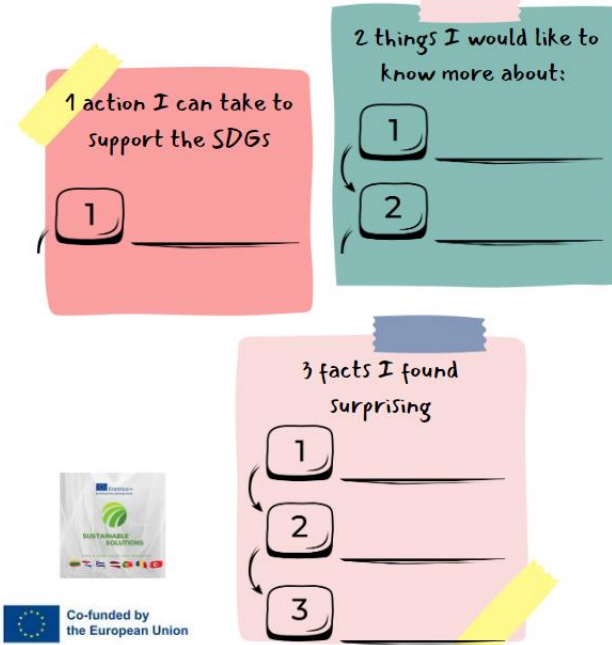 1 action I can take to
support the SDGs
1
2 things I would like to
know more about:
1
2
3 facts I found
surprising
1
2
3
Erasmus+
SUSTAINABLE
SOLUTIONS
Co-funded by
the European Union